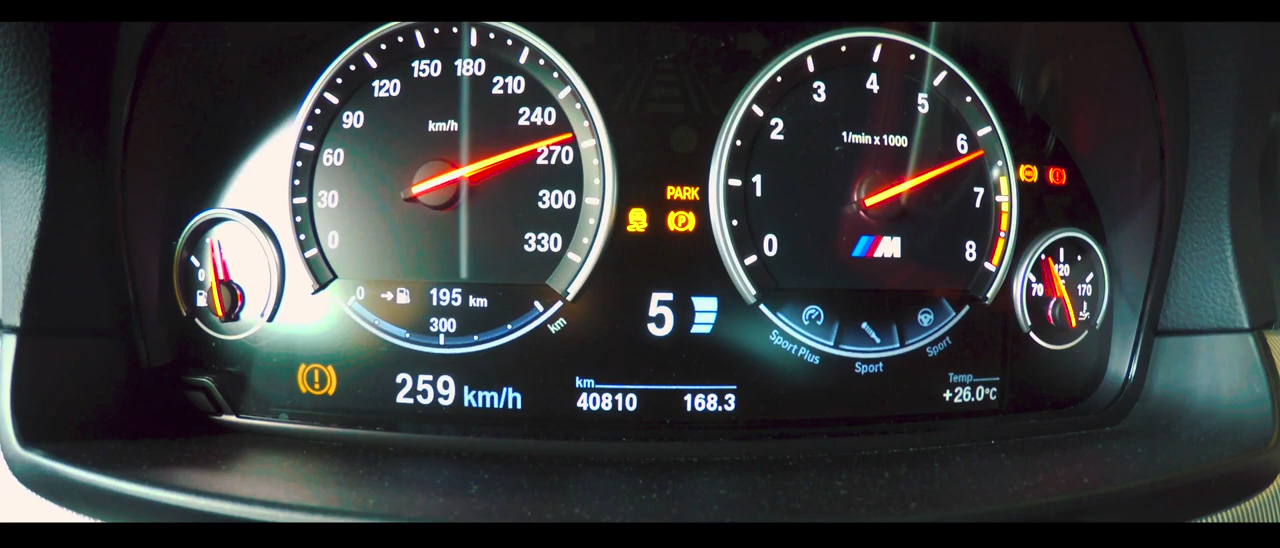 150 180
120 210
90 240
km/h
60 270
30 300
0 330
0 195 km
300
km
0
259 km/h
PARK
P
5
km
40810 168.3
3 4 5
2 6
1/min x 1000
1 7
0 8
M
Sport Plus
Sport
Sport
ABS
120
70 170
Temp
+26.0°C